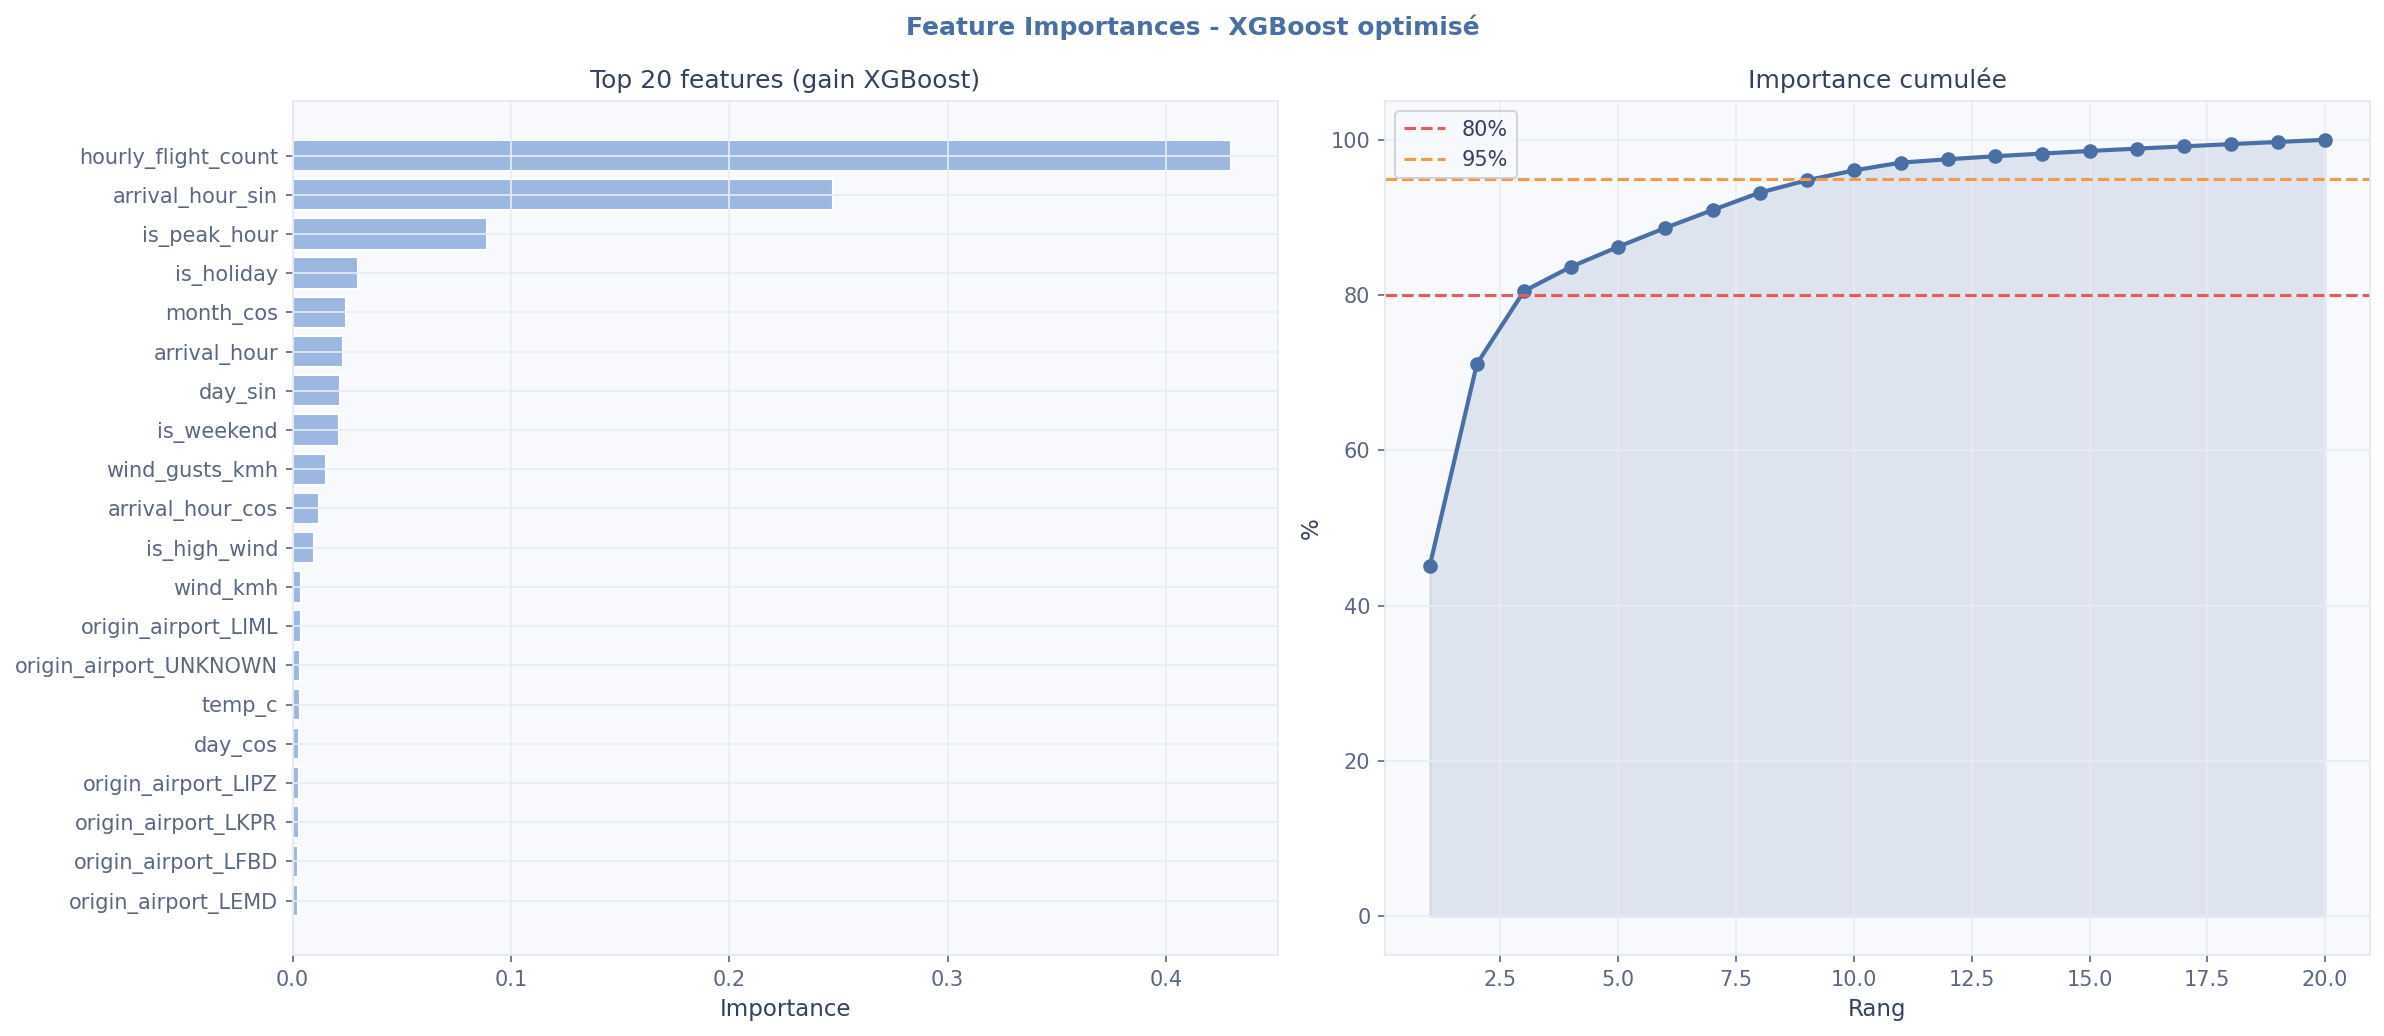 Feature Importances - XGBoost optimisé
Top 20 features (gain XGBoost)
hourly_flight_count
arrival_hour_sin
is_peak_hour
is_holiday
month_cos
arrival_hour
day_sin
is_weekend
wind_gusts_kmh
arrival_hour_cos
is_high_wind
wind_kmh
origin_airport_LIML
origin_airport_UNKNOWN
temp_c
day_cos
origin_airport_LIPZ
origin_airport_LKPR
origin_airport_LFBD
origin_airport_LEMD
0.0 0.1 0.2 0.3 0.4
Importance
Importance cumulée
80%
95%
100
80
60
40
20
0
%
2.5 5.0 7.5 10.0 12.5 15.0 17.5 20.0
Rang